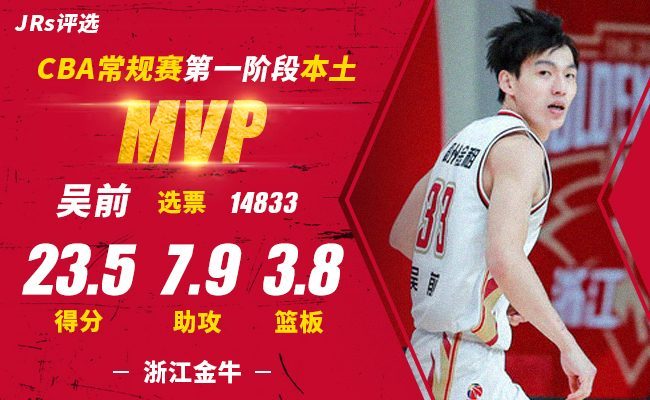 JRs评选
CBA常规赛第一阶段本土
MVP
吴前 选票 14833
23.5 7.9 3.8
得分 助攻 篮板
— 浙江金牛 —
33
吴前
浙江